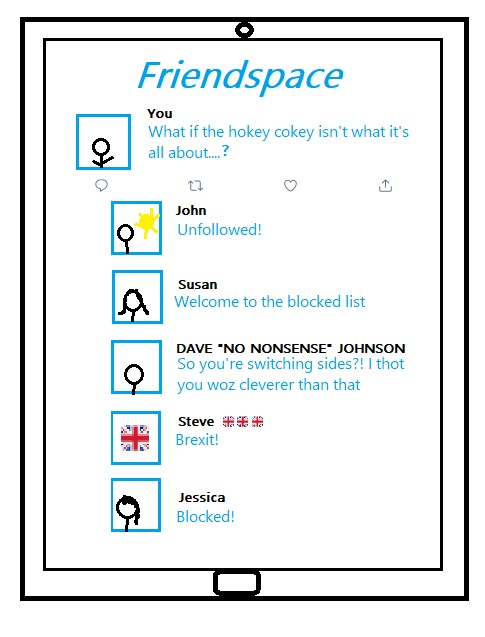 Friendspace
You
What if the hokey cokey isn't what it's
all about....?
John
Unfollowed!
Susan
Welcome to the blocked list
DAVE "NO NONSENSE" JOHNSON
So you're switching sides?! I thot
you woz cleverer than that
Steve 🇬🇧🇬🇧🇬🇧
Brexit!
Jessica
Blocked!